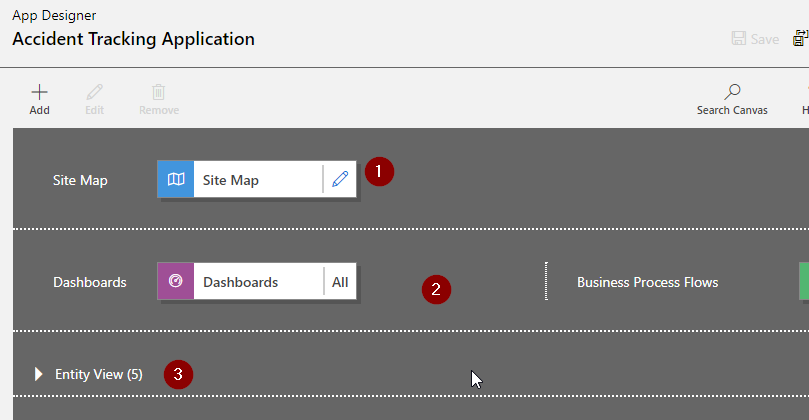 App Designer
Accident Tracking Application
Save
Add
Edit
Remove
Search Canvas
Site Map
Site Map
1
Dashboards
Dashboards
All
2
Business Process Flows
Entity View (5)
3